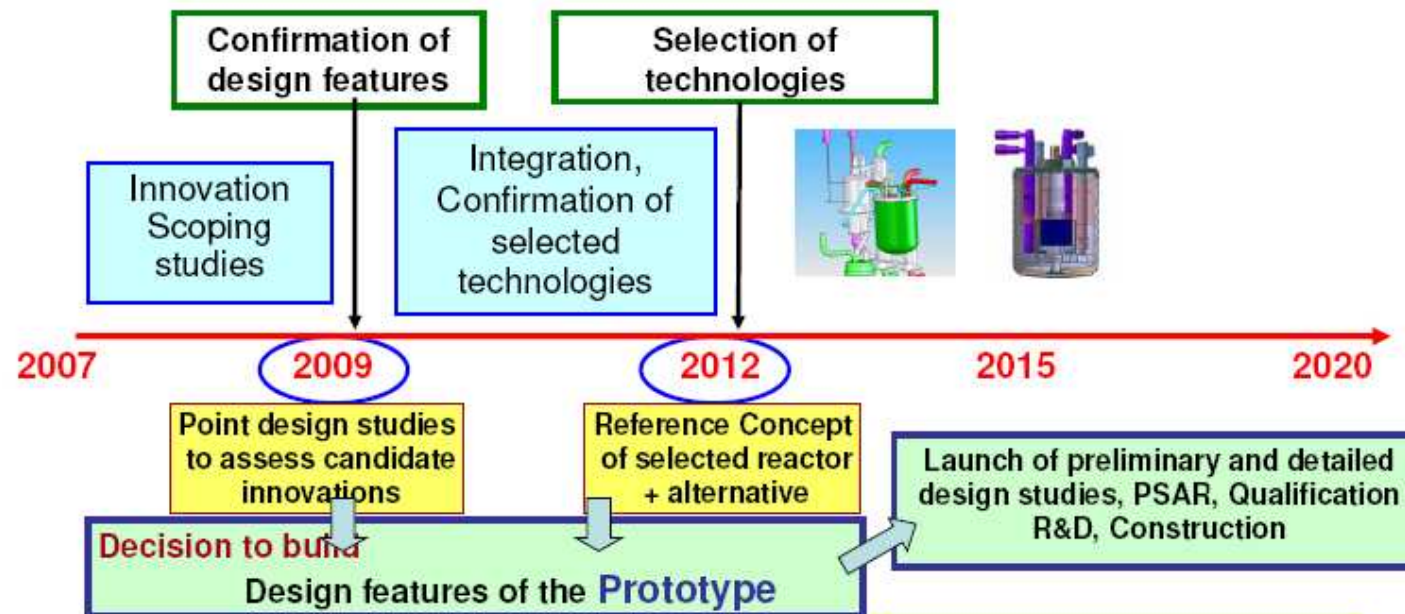 Confirmation of
design features
Selection of
technologies
Innovation
Scoping
studies
Integration,
Confirmation of
selected
technologies
2007
2009
2012
2015
2020
Point design studies
to assess candidate
innovations
Reference Concept
of selected reactor
+ alternative
Launch of preliminary and detailed
design studies, PSAR, Qualification
R&D, Construction
Decision to build
Design features of the Prototype